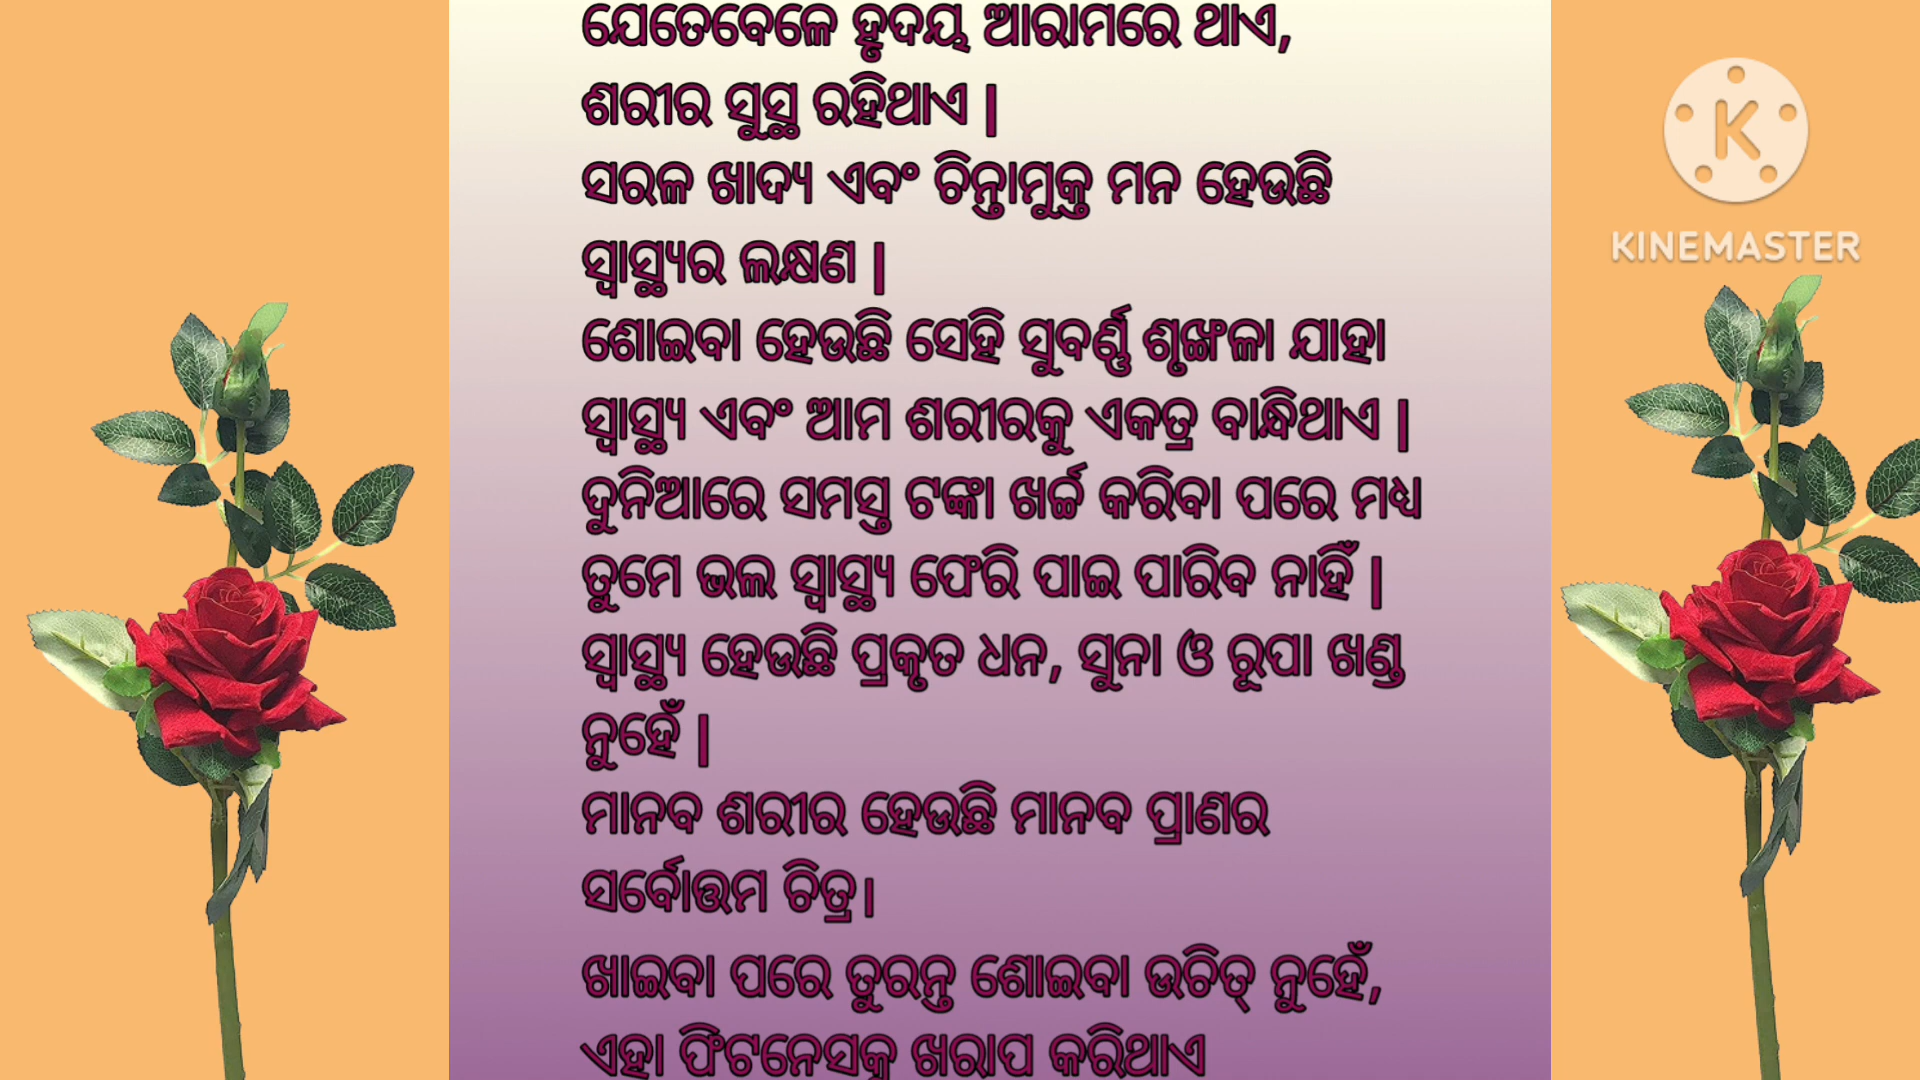 ଯେତେବେଳେ ହୃଦୟ ଆରାମରେ ଥାଏ,
ଶରୀର ସୁସ୍ଥ ରହିଥାଏ |
ସରଳ ଖାଦ୍ୟ ଏବଂ ଚିନ୍ତାମୁକ୍ତ ମନ ହେଉଛି
ସ୍ୱାସ୍ଥ୍ୟର ଲକ୍ଷଣ |
ଶୋଇବା ହେଉଛି ସେହି ସୁବର୍ଣ୍ଣ ଶୃଙ୍ଖଳା ଯାହା
ସ୍ୱାସ୍ଥ୍ୟ ଏବଂ ଆମ ଶରୀରକୁ ଏକତ୍ର ବାନ୍ଧିଥାଏ |
ଦୁନିଆରେ ସମସ୍ତ ଟଙ୍କା ଖର୍ଚ୍ଚ କରିବା ପରେ ମଧ୍ୟ
ତୁମେ ଭଲ ସ୍ୱାସ୍ଥ୍ୟ ଫେରି ପାଇ ପାରିବ ନାହିଁ |
ସ୍ୱାସ୍ଥ୍ୟ ହେଉଛି ପ୍ରକୃତ ଧନ, ସୁନା ଓ ରୂପା ଖଣ୍ଡ
ନୁହେଁ |
ମାନବ ଶରୀର ହେଉଛି ମାନବ ପ୍ରାଣର
ସର୍ବୋତ୍ତମ ଚିତ୍ର।
ଖାଇବା ପରେ ତୁରନ୍ତ ଶୋଇବା ଉଚିତ୍ ନୁହେଁ,
ଏହା ଫିଟନେସକୁ ଖରାପ କରିଥାଏ
K
KINEMASTER